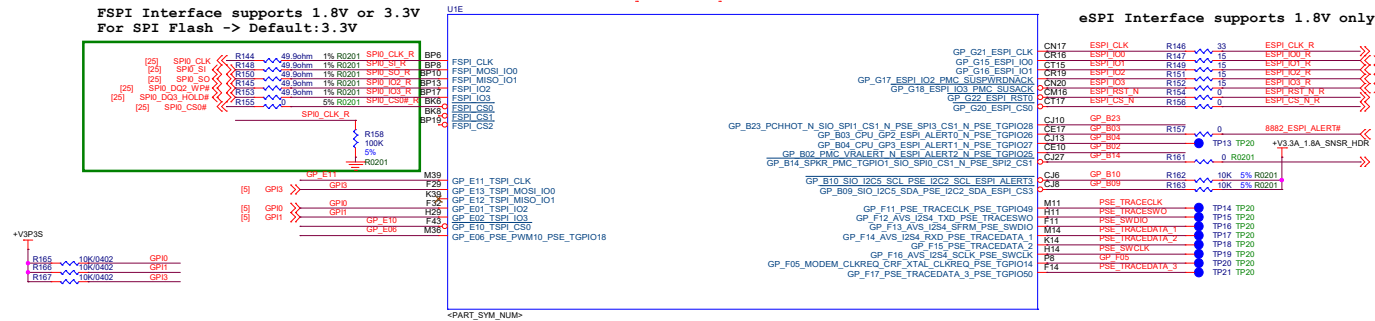 FSPI Interface supports 1.8V or 3.3V
For SPI Flash -> Default:3.3V
U1E
eSPI Interface supports 1.8V only
[25] SPI0_CLK R144 49.9ohm 1% R0201 SPI0_CLK_R BP6 FSPI_CLK
[25] SPI0_SI R148 49.9ohm 1% R0201 SPI0_SI_R BP8 FSPI_MOSI_IO0
[25] SPI0_SO R150 49.9ohm 1% R0201 SPI0_SO_R BP10 FSPI_MISO_IO1
[25] SPI0_DQ2_WP# R145 49.9ohm 1% R0201 SPI0_IO2_R BP13 FSPI_IO2
[25] SPI0_DQ3_HOLD# R153 49.9ohm 1% R0201 SPI0_IO3_R BP17 FSPI_IO3
[25] SPI0_CS0# R155 0 5% R0201 SPI0_CS0#_R BK6 FSPI_CS0
BK8 FSPI_CS1
SPI0_CLK_R BP19 FSPI_CS2
R158
100K
5%
R0201
GP_E11 M39 GP_E11_TSPI_CLK
[5] GPI3 GPI3 F29 GP_E13_TSPI_MOSI_IO0
K39 GP_E12_TSPI_MISO_IO1
[5] GPI0 GPI0 F32 GP_E01_TSPI_IO2
[5] GPI1 GPI1 H29 GP_E02_TSPI_IO3
GP_E10 F43 GP_E10_TSPI_CS0
GP_E06 M36 GP_E06_PSE_PWM10_PSE_TGPIO18
+V3P3S
R165 10K/0402 GPI0
R166 10K/0402 GPI1
R167 10K/0402 GPI3
GP_G21_ESPI_CLK CN17 ESPI_CLK R146 33 ESPI_CLK_R
GP_G15_ESPI_IO0 CR16 ESPI_IO0 R147 15 ESPI_IO0_R
GP_G16_ESPI_IO1 CT15 ESPI_IO1 R149 15 ESPI_IO1_R
GP_G17_ESPI_IO2_PMC_SUSPWRDNACK CR19 ESPI_IO2 R151 15 ESPI_IO2_R
GP_G18_ESPI_IO3_PMC_SUSACK CN20 ESPI_IO3 R152 15 ESPI_IO3_R
GP_G22_ESPI_RST0 CM16 ESPI_RST_N R154 0 ESPI_RST_N_R
GP_G20_ESPI_CS0 CT17 ESPI_CS_N R156 0 ESPI_CS_N_R
GP_B23_PCHHOT_N_SIO_SPI1_CS1_N_PSE_SPI3_CS1_N_PSE_TGPIO28 CJ10 GP_B23
GP_B03_CPU_GP2_ESPI_ALERT0_N_PSE_TGPIO26 CE17 GP_B03 R157 0 8882_ESPI_ALERT#
GP_B04_CPU_GP3_ESPI_ALERT1_N_PSE_TGPIO27 CJ13 GP_B04 TP13 TP20 +V3.3A_1.8A_SNSR_HDR
GP_B02_PMC_VRALERT_N_ESPI_ALERT2_N_PSE_TGPIO25 CE10 GP_B02
GP_B14_SPKR_PMC_TGPIO1_SIO_SPI0_CS1_N_PSE_SPI2_CS1 CJ27 GP_B14 R161 0 R0201
GP_B10_SIO_I2C5_SCL_PSE_I2C2_SCL_ESPI_ALERT3 CJ6 GP_B10 R162 10K 5% R0201
GP_B09_SIO_I2C5_SDA_PSE_I2C2_SDA_ESPI_CS3 CJ8 GP_B09 R163 10K 5% R0201
GP_F11_PSE_TRACECLK_PSE_TGPIO49 M11 PSE_TRACECLK TP14 TP20
GP_F12_AVS_I2S4_TXD_PSE_TRACESWO H11 PSE_TRACESWO TP15 TP20
GP_F13_AVS_I2S4_SFRM_PSE_SWDIO F11 PSE_SWDIO TP16 TP20
GP_F14_AVS_I2S4_RXD_PSE_TRACEDATA_1 M14 PSE_TRACEDATA_1 TP17 TP20
GP_F15_PSE_TRACEDATA_2 K14 PSE_TRACEDATA_2 TP18 TP20
GP_F16_AVS_I2S4_SCLK_PSE_SWCLK H14 PSE_SWCLK TP19 TP20
GP_F05_MODEM_CLKREQ_CRF_XTAL_CLKREQ_PSE_TGPIO14 P8 GP_F05 TP20 TP20
GP_F17_PSE_TRACEDATA_3_PSE_TGPIO50 F14 PSE_TRACEDATA_3 TP21 TP20
<PART_SYM_NUM>